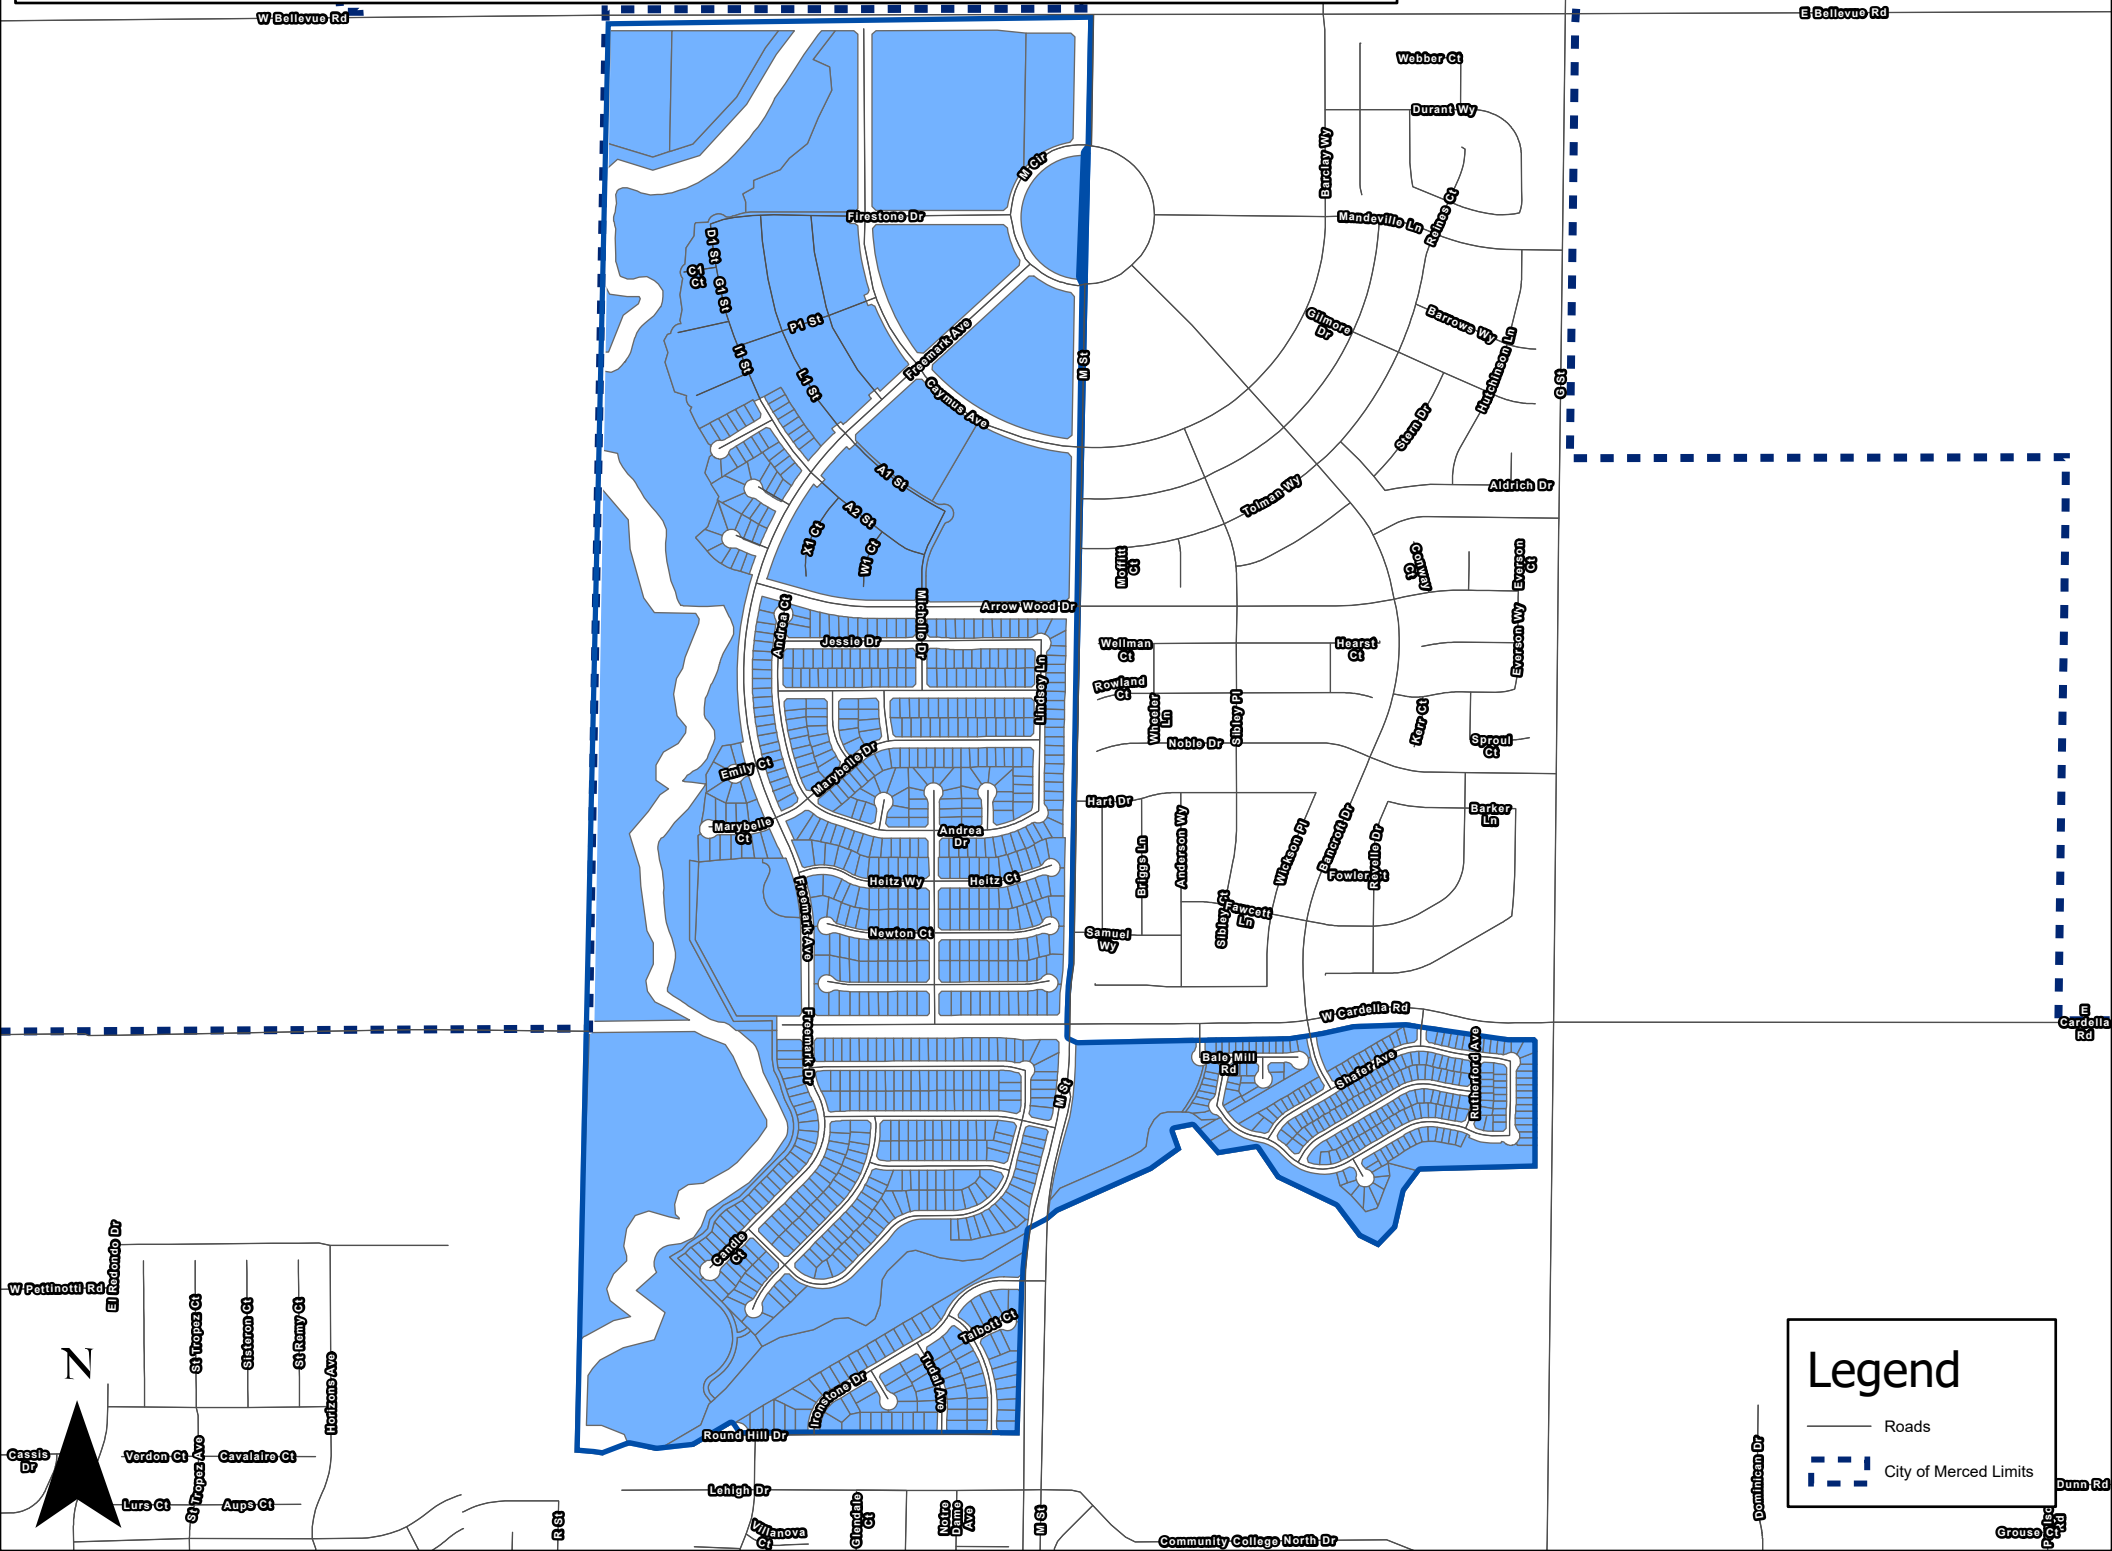 W Bellevue Rd
E Bellevue Rd
Webber Ct
Durant Wy
Barclay Wy
M Cir
Firestone Dr
Mandeville Ln
Reines Ct
D1 St
C1
Ct
G1 St
P1 St
I1 St
L1 St
Freemark Ave
Caymus Ave
M St
Gilmore
Dr
Barrows Wy
Hutchinson Ln
G St
Stern Dr
A1 St
A2 St
X1 Ct
W1 Ct
Tolman Wy
Aldrich Dr
Moffitt
Ct
Conway
Ct
Everson
Ct
Andrea Ct
Michelle Dr
Arrow Wood Dr
Jessie Dr
Lindsey Ln
Wellman
Ct
Hearst
Ct
Everson Wy
Rowland
Ct
Wheeler
Ln
Sibley Pl
Noble Dr
Kerr Ct
Sproul
Ct
Emily Ct
Marybelle Dr
Marybelle
Ct
Andrea
Dr
Hart Dr
Briggs Ln
Anderson Wy
Wickson Pl
Bancroft Dr
Revelle Dr
Barker
Ln
Heitz Wy
Heitz Ct
Fowler Ct
Freemark Ave
Newton Ct
Samuel
Wy
Sibley Ct
Fawcett
Ln
W Cardella Rd
E
Cardella
Rd
Freemark Dr
M St
Bale Mill
Rd
Shafer Ave
Rutherford Ave
El Redondo Dr
W Pettinotti Rd
St Tropez Ct
Sisteron Ct
St Remy Ct
Horizons Ave
Candle
Ct
Talbott Ct
Tudal Ave
Ironstone Dr
Round Hill Dr
N
Cassis
Dr
Verdon Ct
St Tropez Ave
Cavalaire Ct
Lurs Ct
Aups Ct
R St
Lehigh Dr
Villanova
Ct
Glendale
Ct
Notre
Dame
Ave
M St
Community College North Dr
Dominican Dr
Dunn Rd
Grouse Ct
Rd
Legend
Roads
City of Merced Limits